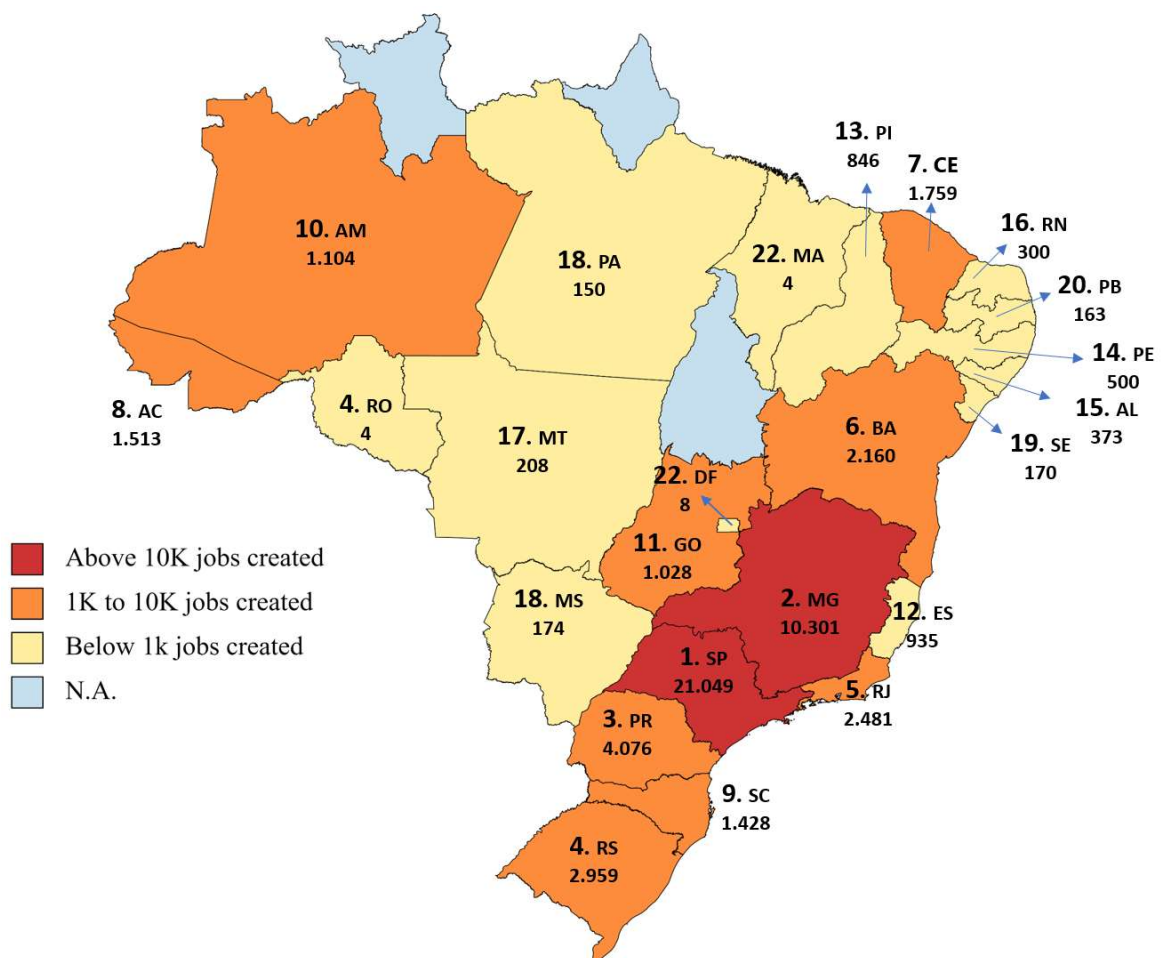 13. PI
846
7. CE
1.759
16. RN
300
10. AM
1.104
18. PA
150
22. MA
4
20. PB
163
14. PE
500
15. AL
373
19. SE
170
8. AC
1.513
4. RO
4
17. MT
208
6. BA
2.160
22. DF
8
11. GO
1.028
Above 10K jobs created
1K to 10K jobs created
Below 1k jobs created
N.A.
18. MS
174
2. MG
10.301
12. ES
935
1. SP
21.049
5. RJ
2.481
3. PR
4.076
9. SC
1.428
4. RS
2.959